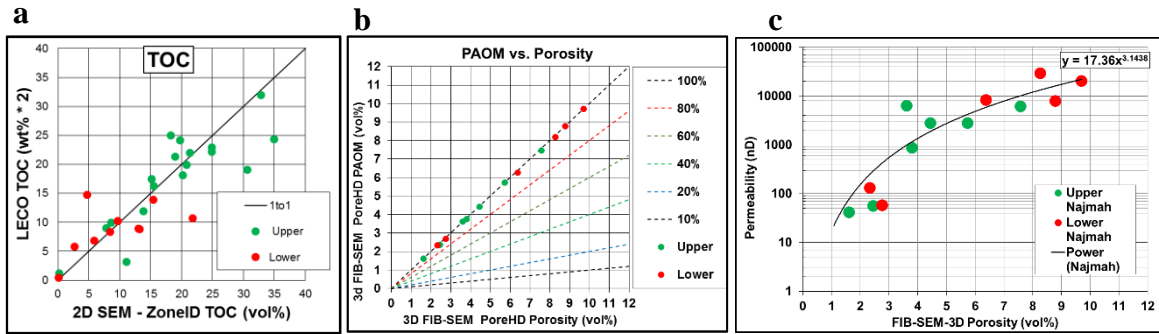 a
TOC
LECO TOC (wt% * 2)
40
35
30
25
20
15
10
5
0
1to1
Upper
Lower
0 5 10 15 20 25 30 35 40
2D SEM - ZoneID TOC (vol%)
b
PAOM vs. Porosity
3d FIB-SEM PoreHD PAOM (vol%)
12
11
10
9
8
7
6
5
4
3
2
1
0
100%
80%
60%
40%
20%
10%
Upper
Lower
0 1 2 3 4 5 6 7 8 9 10 11 12
3D FIB-SEM PoreHD Porosity (vol%)
c
y = 17.36x^3.1438
Permeability (nD)
100000
10000
1000
100
10
1
Upper
Najmah
Lower
Najmah
Power
(Najmah)
0 1 2 3 4 5 6 7 8 9 10
FIB-SEM-3D Porosity (vol%)